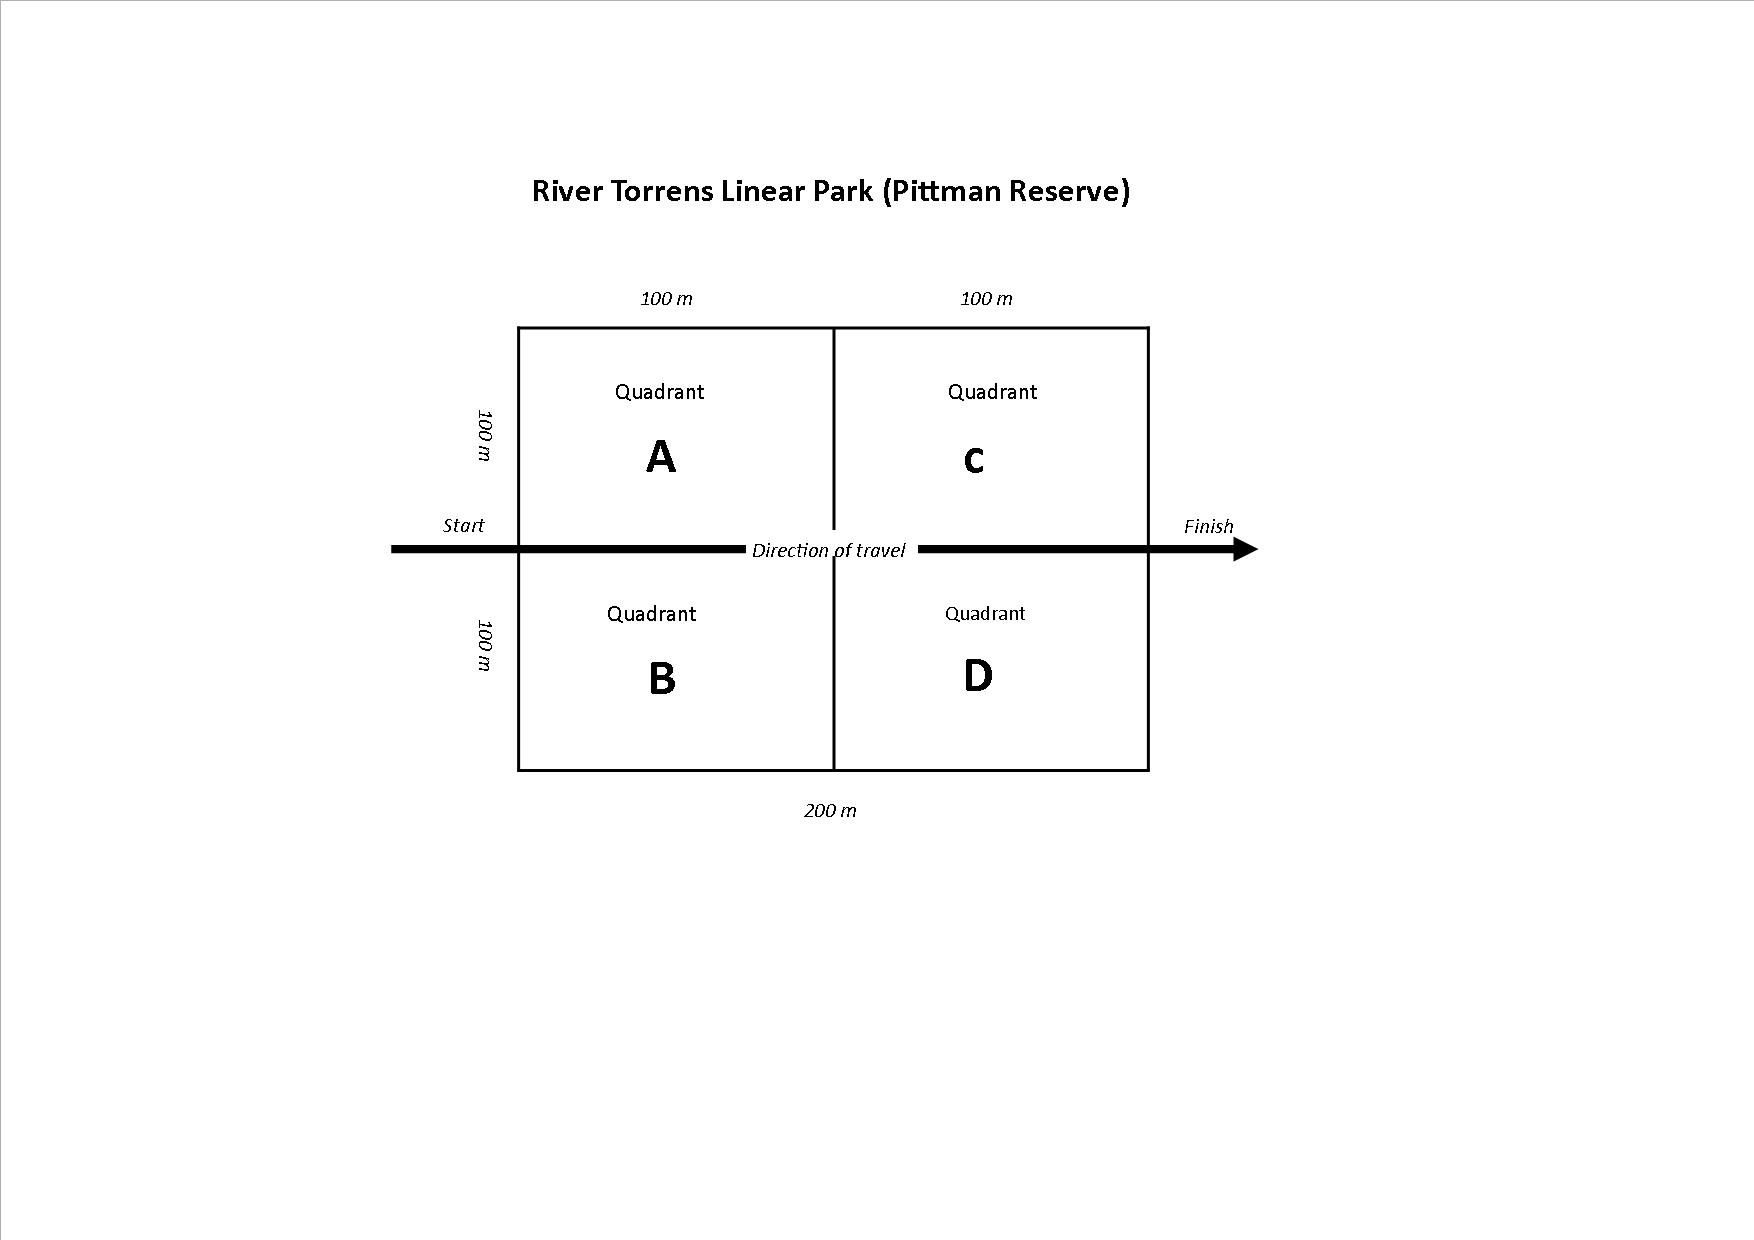 River Torrens Linear Park (Pittman Reserve)
100 m
100 m
Quadrant
A
Quadrant
c
100 m
Start
Direction of travel
Finish
100 m
Quadrant
B
Quadrant
D
200 m